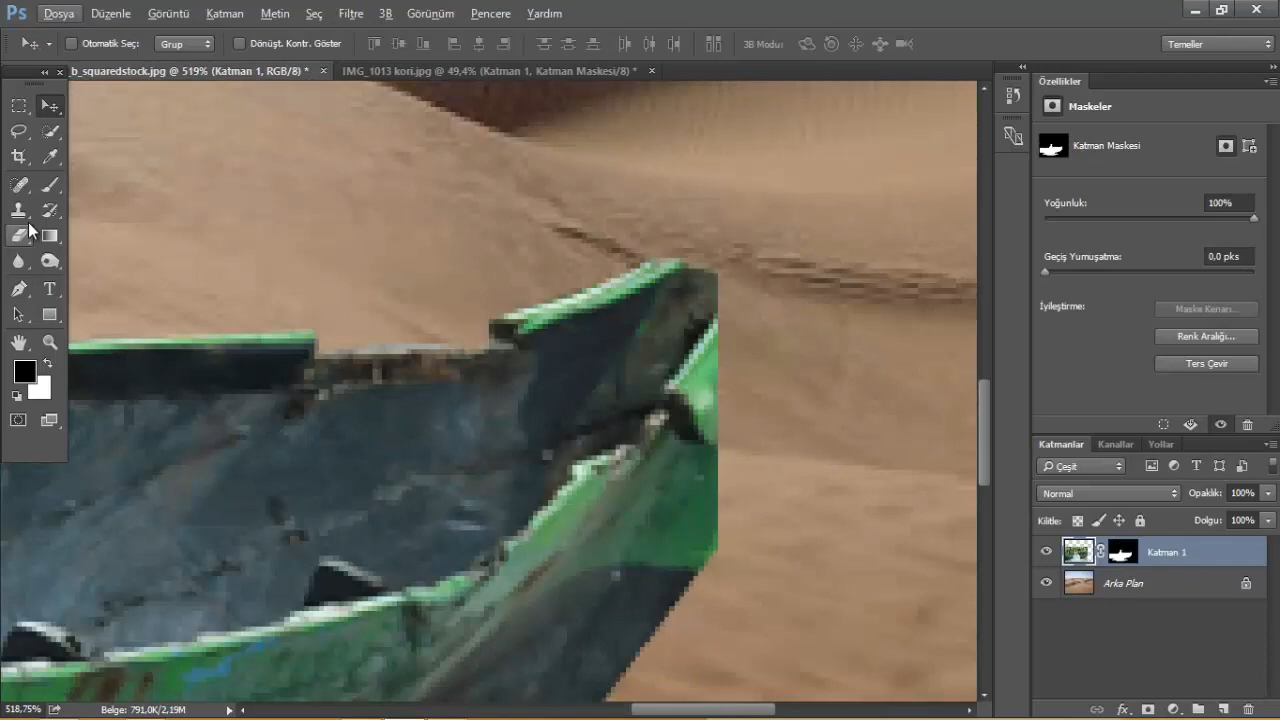 Ps Dosya Düzenle Görüntü Katman Metin Seç Filtre 3B Görünüm Pencere Yardım
Otomatik Seç: Grup Dönüşt. Kontr. Göster 3B Modu: Temeller
b_squaredstock.jpg @ 519% (Katman 1, RGB/8) * × IMG_1013 kori.jpg @ 49,4% (Katman 1, Katman Maskesi/8) * ×
Özellikler
Maskeler
Katman Maskesi
Yoğunluk: 100%
Geçiş Yumuşatma: 0,0 pks
İyileştirme: Maske Kenarı...
Renk Aralığı...
Ters Çevir
Katmanlar Kanallar Yollar
Çeşit
Normal Opaklık: 100%
Kilitle: Dolgu: 100%
Katman 1
Arka Plan
518,75% Belge: 791,0K/2,19M